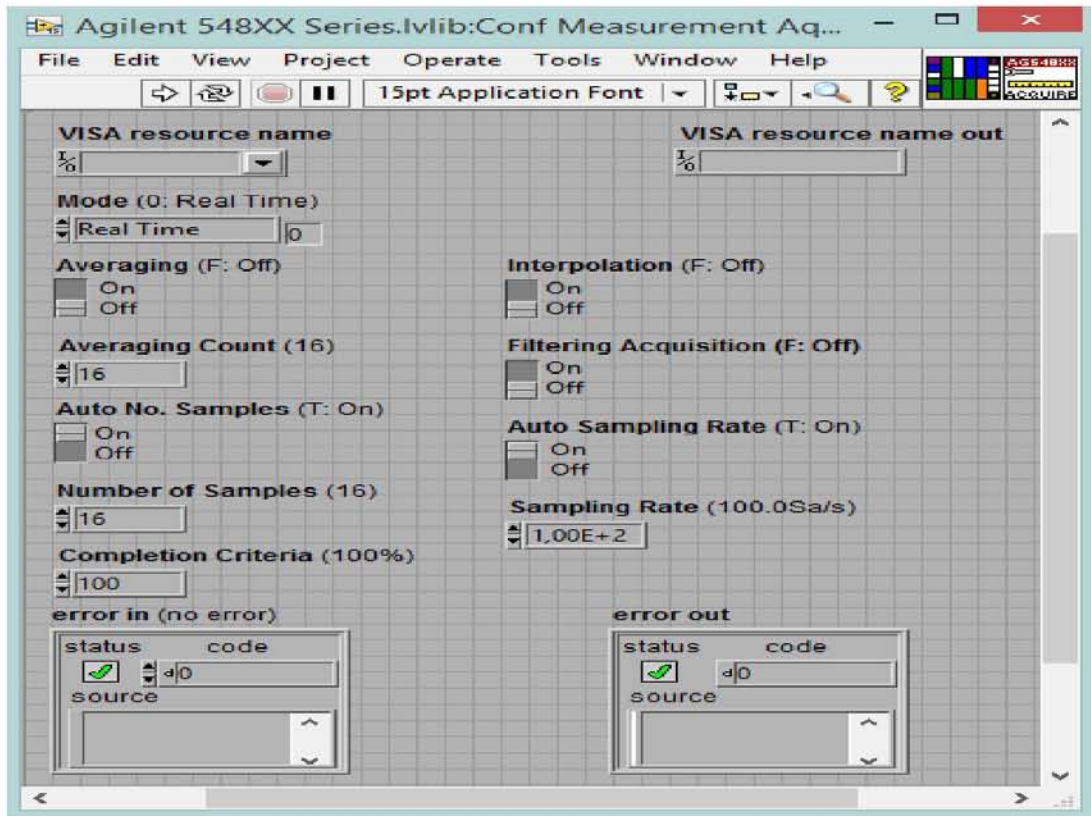 Agilent 548XX Series.lvlib:Conf Measurement Aq...
File Edit View Project Operate Tools Window Help
15pt Application Font
AG548XX
ACQUIRE
VISA resource name
VISA resource name out
I/O
I/O
Mode (0: Real Time)
Real Time 0
Averaging (F: Off)
On
Off
Interpolation (F: Off)
On
Off
Averaging Count (16)
16
Filtering Acquisition (F: Off)
On
Off
Auto No. Samples (T: On)
On
Off
Auto Sampling Rate (T: On)
On
Off
Number of Samples (16)
16
Sampling Rate (100.0Sa/s)
1,00E+2
Completion Criteria (100%)
100
error in (no error)
status code
d0
source
error out
status code
d0
source